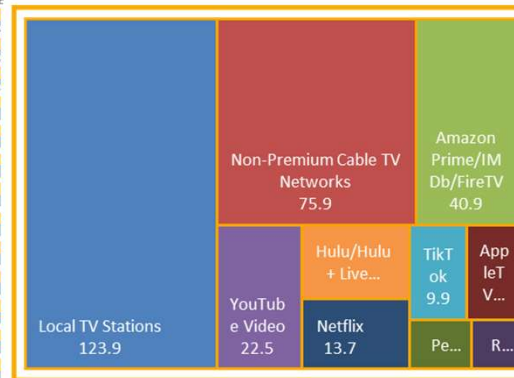 Local TV Stations
123.9
Non-Premium Cable TV
Networks
75.9
Amazon
Prime/IM
Db/FireTV
40.9
YouTub
e Video
22.5
Hulu/Hulu
+ Live...
Netflix
13.7
TikT
ok
9.9
App
leT
V...
Pe...
R...